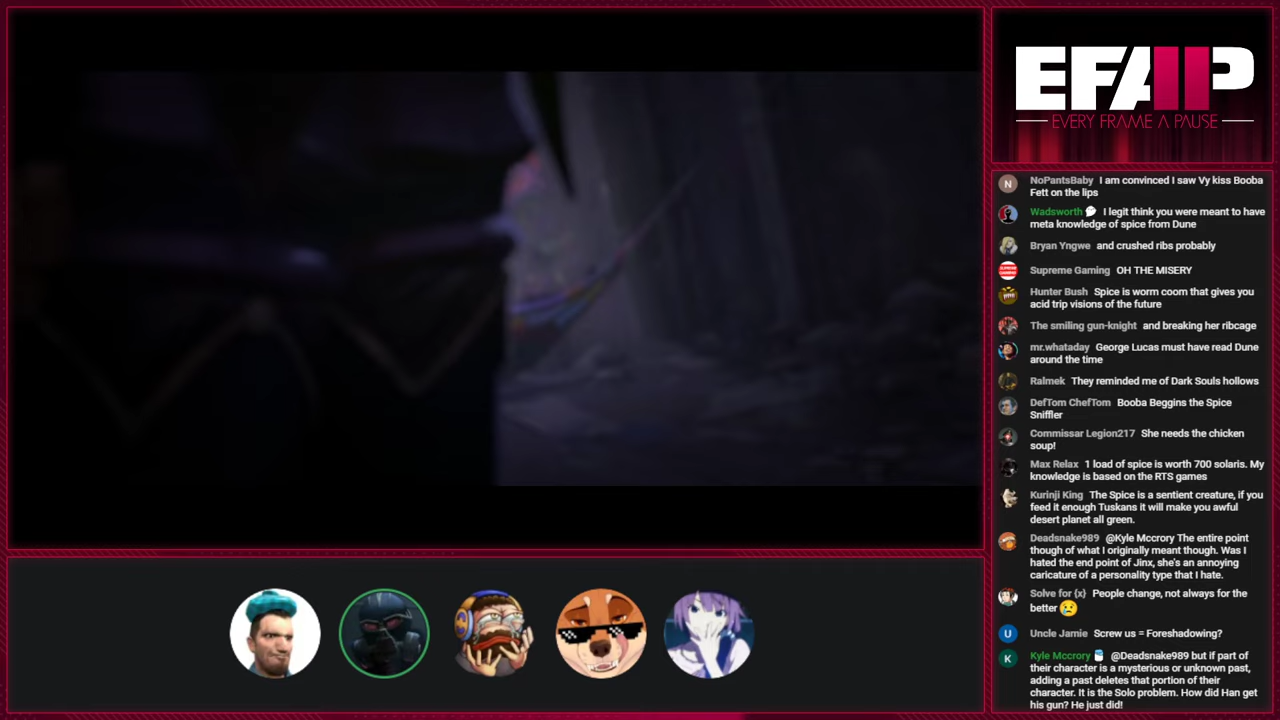 EFAP
EVERY FRAME A PAUSE
N
NoPantsBaby I am convinced I saw Vy kiss Booba
Fett on the lips
Wadsworth I legit think you were meant to have
meta knowledge of spice from Dune
Bryan Yngwe and crushed ribs probably
Supreme Gaming OH THE MISERY
Hunter Bush Spice is worm coom that gives you
acid trip visions of the future
The smiling gun-knight and breaking her ribcage
mr.whataday George Lucas must have read Dune
around the time
Ralmek They reminded me of Dark Souls hollows
DefTom ChefTom Booba Beggins the Spice
Sniffler
Commissar Legion217 She needs the chicken
soup!
Max Relax 1 load of spice is worth 700 solaris. My
knowledge is based on the RTS games
Kurinji King The Spice is a sentient creature, if you
feed it enough Tuskans it will make you awful
desert planet all green.
Deadsnake989 @Kyle Mccrory The entire point
though of what I originally meant though. Was I
hated the end point of Jinx, she's an annoying
caricature of a personality type that I hate.
Solve for {x} People change, not always for the
better 😢
U
Uncle Jamie Screw us = Foreshadowing?
K
Kyle Mccrory @Deadsnake989 but if part of
their character is a mysterious or unknown past,
adding a past deletes that portion of their
character. It is the Solo problem. How did Han get
his gun? He just did!